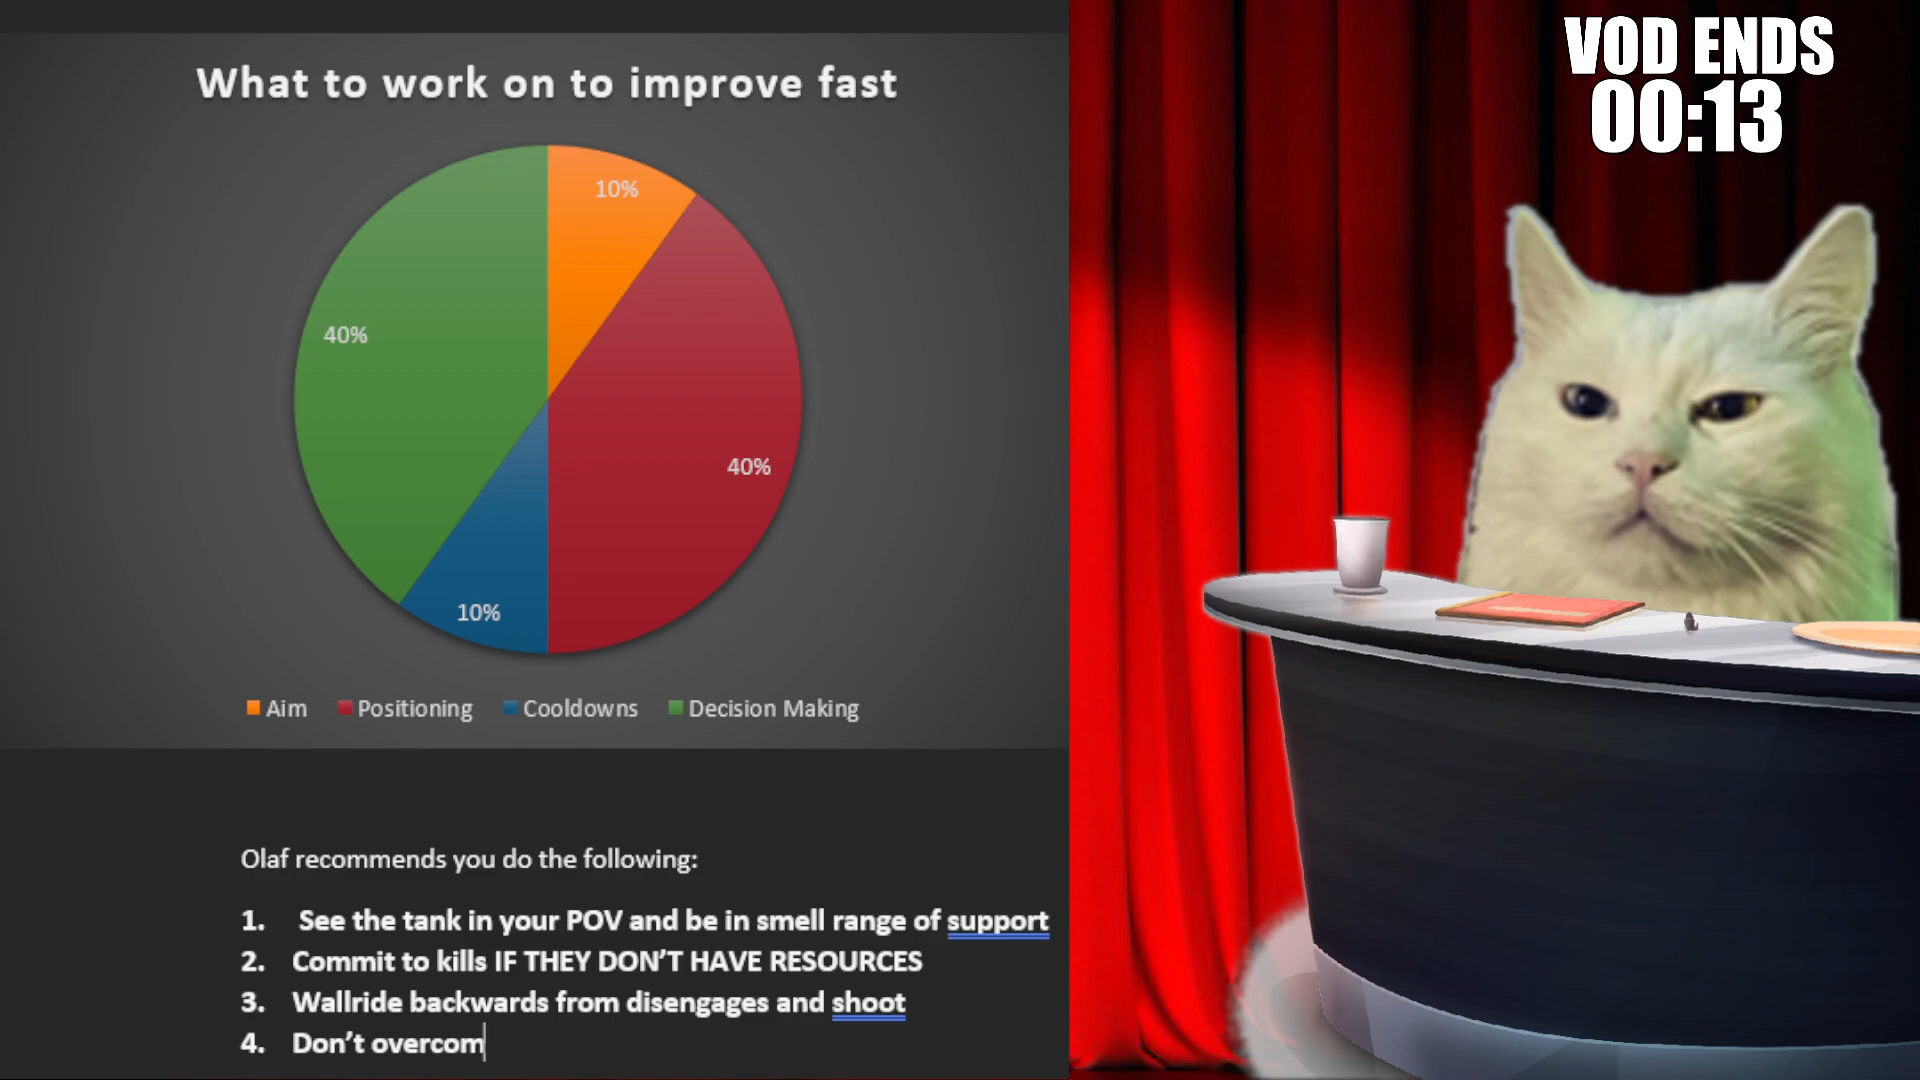 What to work on to improve fast
10%
40%
40%
10%
Aim Positioning Cooldowns Decision Making
Olaf recommends you do the following:
1. See the tank in your POV and be in smell range of support
2. Commit to kills IF THEY DON'T HAVE RESOURCES
3. Wallride backwards from disengages and shoot
4. Don't overcom
VOD ENDS
00:13